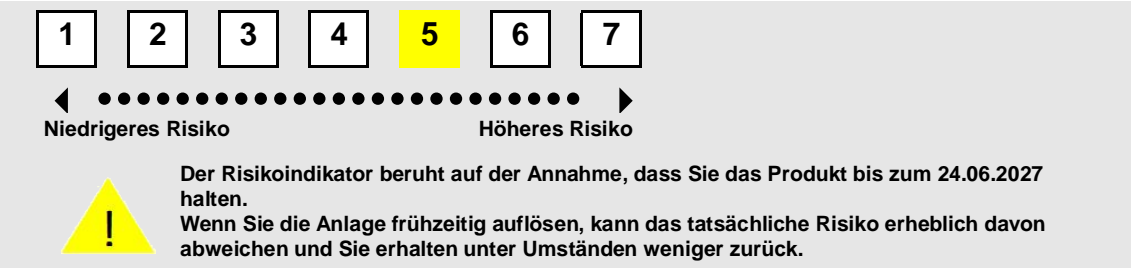 1 2 3 4 5 6 7
Niedrigeres Risiko Höheres Risiko
Der Risikoindikator beruht auf der Annahme, dass Sie das Produkt bis zum 24.06.2027
halten.
Wenn Sie die Anlage frühzeitig auflösen, kann das tatsächliche Risiko erheblich davon
! abweichen und Sie erhalten unter Umständen weniger zurück.